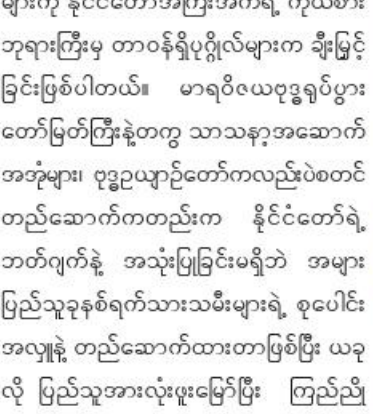 များကို နိုင်ငံတော်အကြီးအကဲရဲ့ ကိုယ်စား
ဘုရားကြီးမှ တာဝန်ရှိပုဂ္ဂိုလ်များက ချီးမြှင့်
ခြင်းဖြစ်ပါတယ်။ မာရဝိဇယဗုဒ္ဓရုပ်ပွား
တော်မြတ်ကြီးနဲ့တကွ သာသနာ့အဆောက်
အအုံများ၊ ဗုဒ္ဓဥယျာဉ်တော်ကလည်းပဲစတင်
တည်ဆောက်ကတည်းက နိုင်ငံတော်ရဲ့
ဘတ်ဂျက်နဲ့ အသုံးပြုခြင်းမရှိဘဲ အများ
ပြည်သူခုနစ်ရက်သားသမီးများရဲ့ စုပေါင်း
အလှူနဲ့ တည်ဆောက်ထားတာဖြစ်ပြီး ယခု
လို ပြည်သူအားလုံးဖူးမြော်ပြီး ကြည်ညို